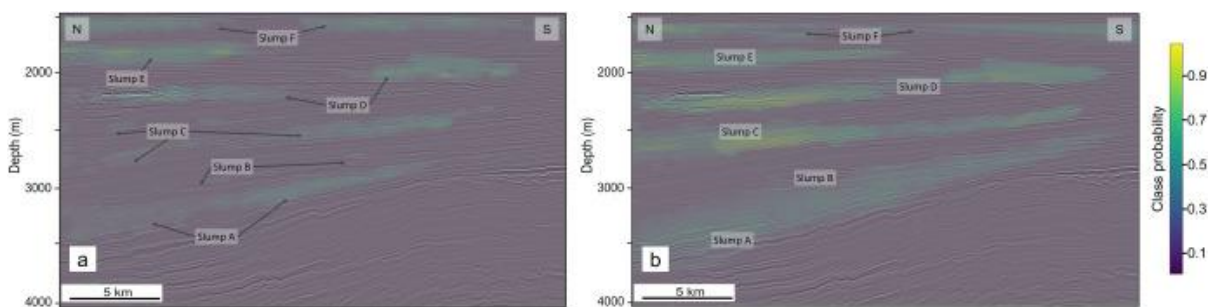 N
S
Slump F
Slump E
Slump D
Slump C
Slump B
Slump A
2000
3000
4000
Depth (m)
a
5 km
N
S
Slump F
Slump E
Slump D
Slump C
Slump B
Slump A
2000
3000
4000
Depth (m)
b
5 km
0.9
0.7
0.5
0.3
0.1
Class probability